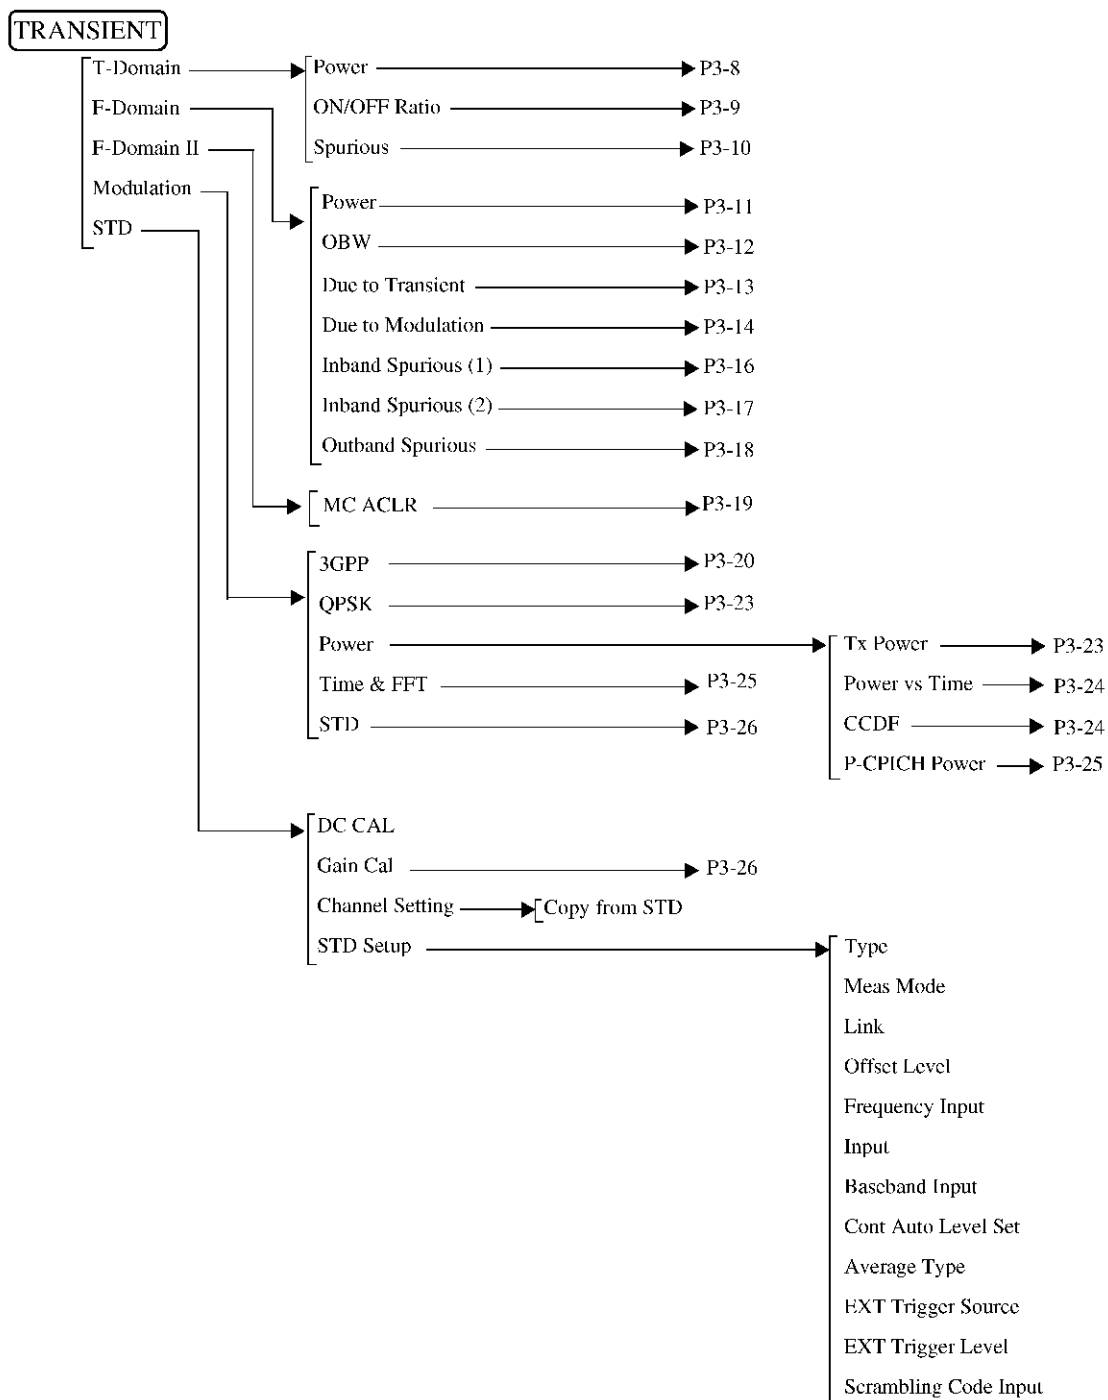 TRANSIENT
T-Domain
F-Domain
F-Domain II
Modulation
STD
Power P3-8
ON/OFF Ratio P3-9
Spurious P3-10
Power P3-11
OBW P3-12
Due to Transient P3-13
Due to Modulation P3-14
Inband Spurious (1) P3-16
Inband Spurious (2) P3-17
Outband Spurious P3-18
MC ACLR P3-19
3GPP P3-20
QPSK P3-23
Power
Time & FFT P3-25
STD P3-26
Tx Power P3-23
Power vs Time P3-24
CCDF P3-24
P-CPICH Power P3-25
DC CAL
Gain Cal P3-26
Channel Setting Copy from STD
STD Setup
Type
Meas Mode
Link
Offset Level
Frequency Input
Input
Baseband Input
Cont Auto Level Set
Average Type
EXT Trigger Source
EXT Trigger Level
Scrambling Code Input